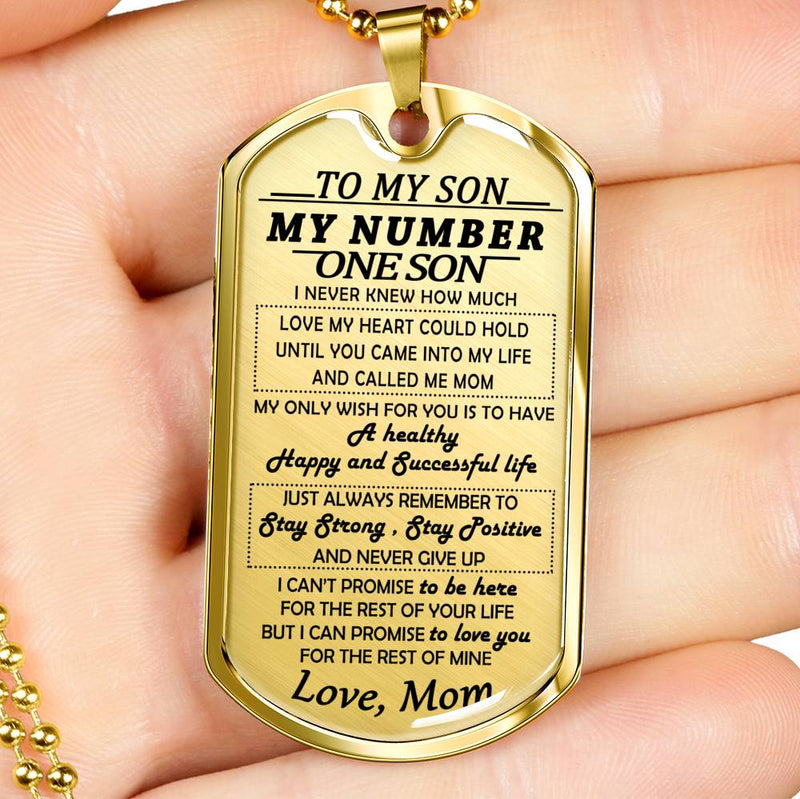 TO MY SON
MY NUMBER
ONE SON
I NEVER KNEW HOW MUCH
LOVE MY HEART COULD HOLD
UNTIL YOU CAME INTO MY LIFE
AND CALLED ME MOM
MY ONLY WISH FOR YOU IS TO HAVE
A healthy
Happy and Successful life
JUST ALWAYS REMEMBER TO
Stay Strong , Stay Positive
AND NEVER GIVE UP
I CAN'T PROMISE to be here
FOR THE REST OF YOUR LIFE
BUT I CAN PROMISE to love you
FOR THE REST OF MINE
Love, Mom